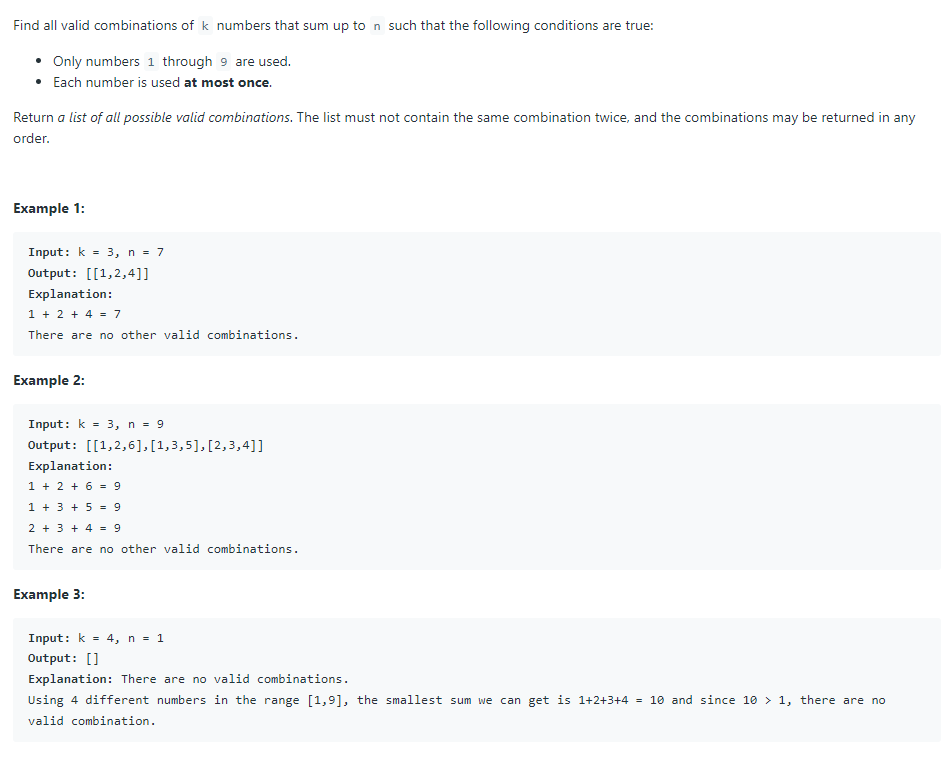 Find all valid combinations of k numbers that sum up to n such that the following conditions are true:
• Only numbers 1 through 9 are used.
• Each number is used at most once.
Return a list of all possible valid combinations. The list must not contain the same combination twice, and the combinations may be returned in any
order.
Example 1:
Input: k = 3, n = 7
Output: [[1,2,4]]
Explanation:
1 + 2 + 4 = 7
There are no other valid combinations.
Example 2:
Input: k = 3, n = 9
Output: [[1,2,6],[1,3,5],[2,3,4]]
Explanation:
1 + 2 + 6 = 9
1 + 3 + 5 = 9
2 + 3 + 4 = 9
There are no other valid combinations.
Example 3:
Input: k = 4, n = 1
Output: []
Explanation: There are no valid combinations.
Using 4 different numbers in the range [1,9], the smallest sum we can get is 1+2+3+4 = 10 and since 10 > 1, there are no
valid combination.